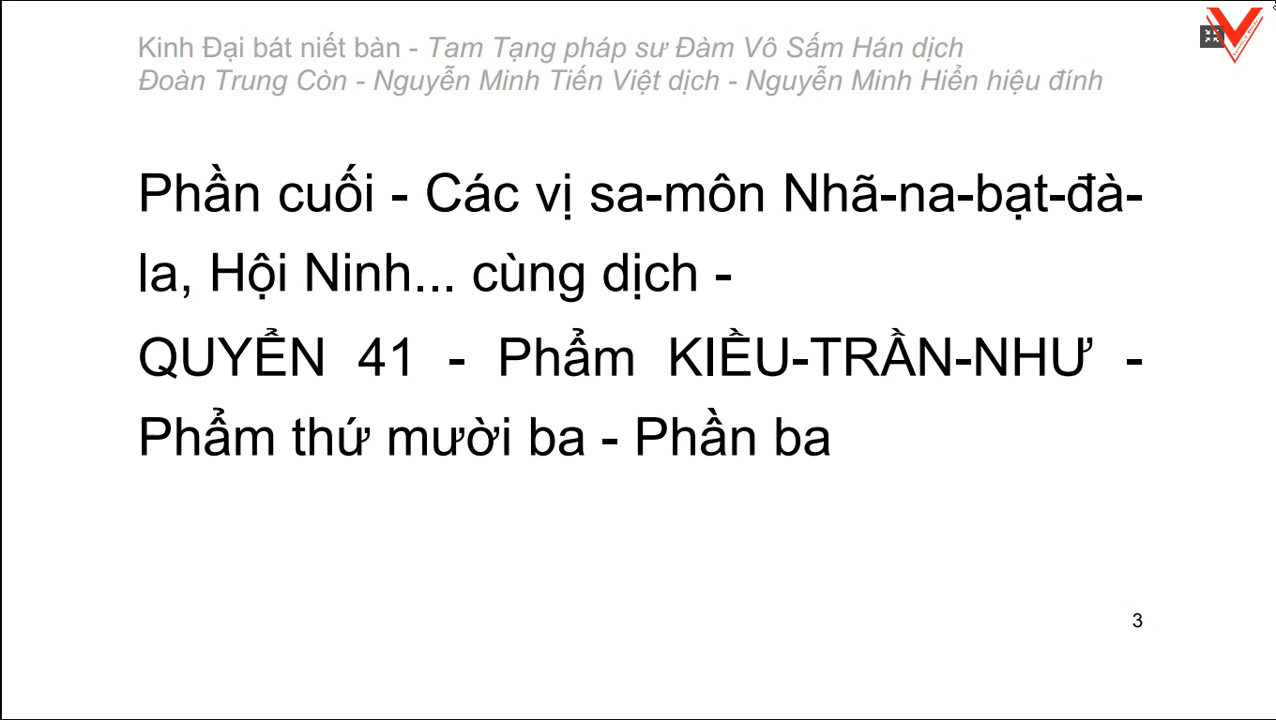 Kinh Đại bát niết bàn - Tam Tạng pháp sư Đàm Vô Sấm Hán dịch
Đoàn Trung Còn - Nguyễn Minh Tiến Việt dịch - Nguyễn Minh Hiển hiệu đính
Phần cuối - Các vị sa-môn Nhã-na-bạt-đà-
la, Hội Ninh... cùng dịch -
QUYỂN 41 - Phẩm KIỀU-TRẦN-NHƯ -
Phẩm thứ mười ba - Phần ba
3